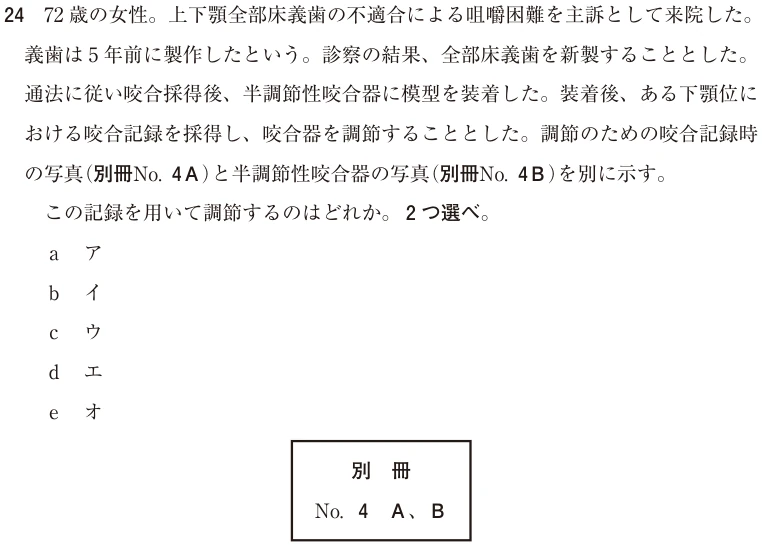 24 72歳の女性。上下顎全部床義歯の不適合による咀嚼困難を主訴として来院した。
義歯は5年前に製作したという。診察の結果、全部床義歯を新製することとした。
通法に従い咬合採得後、半調節性咬合器に模型を装着した。装着後、ある下顎位に
おける咬合記録を採得し、咬合器を調節することとした。調節のための咬合記録時
の写真(別冊No. 4A)と半調節性咬合器の写真(別冊No. 4B)を別に示す。
この記録を用いて調節するのはどれか。2つ選べ。
a ア
b イ
c ウ
d エ
e オ
別 冊
No. 4 A、B